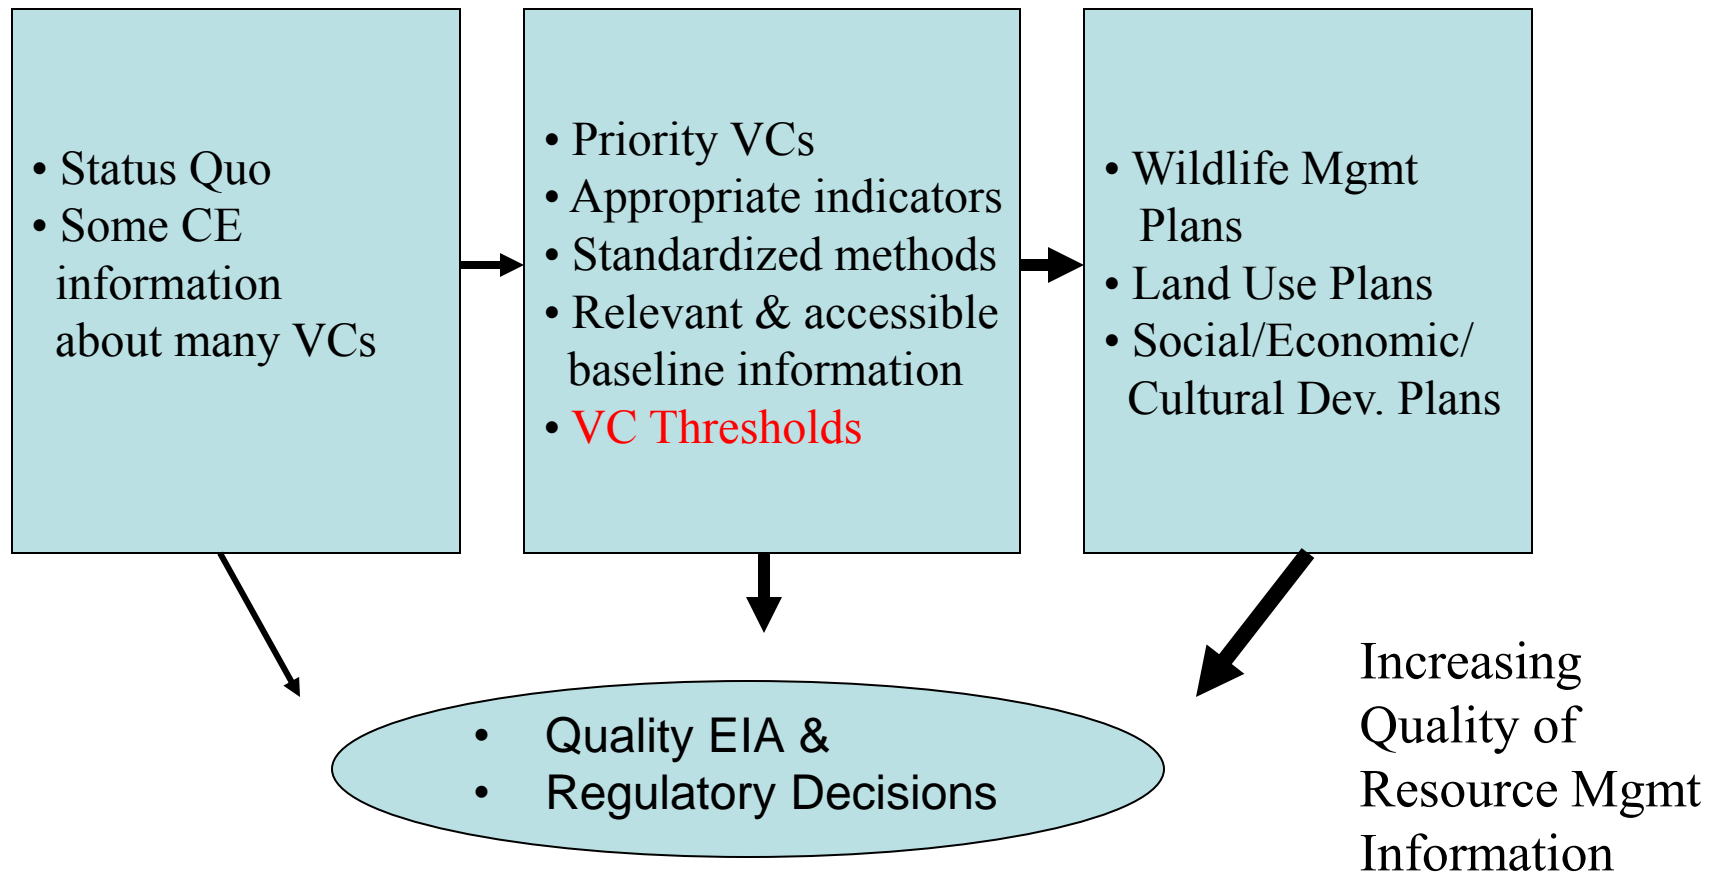 • Status Quo
• Some CE
information
about many VCs
• Priority VCs
• Appropriate indicators
• Standardized methods
• Relevant & accessible
baseline information
• VC Thresholds
• Wildlife Mgmt
Plans
• Land Use Plans
• Social/Economic/
Cultural Dev. Plans
• Quality EIA &
• Regulatory Decisions
Increasing
Quality of
Resource Mgmt
Information